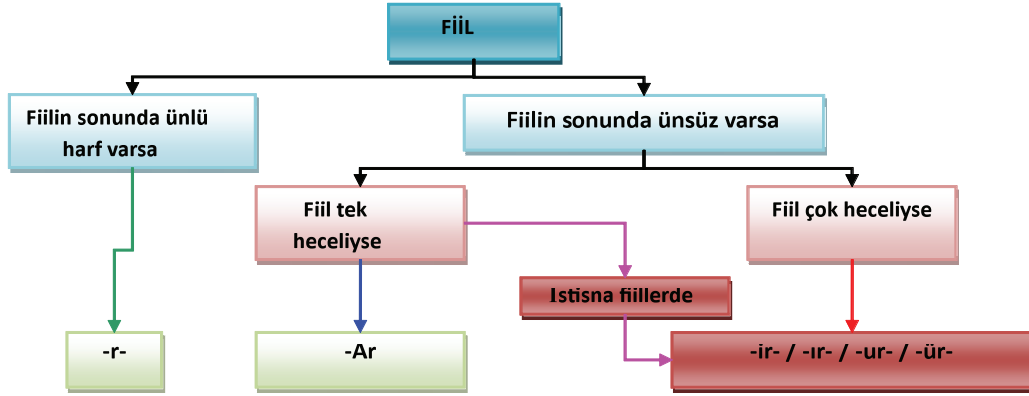 FİİL
Fiilin sonunda ünlü
harf varsa
Fiilin sonunda ünsüz varsa
Fiil tek
heceliyse
Fiil çok heceliyse
Istisna fiillerde
-r-
-Ar
-ir- / -ır- / -ur- / -ür-